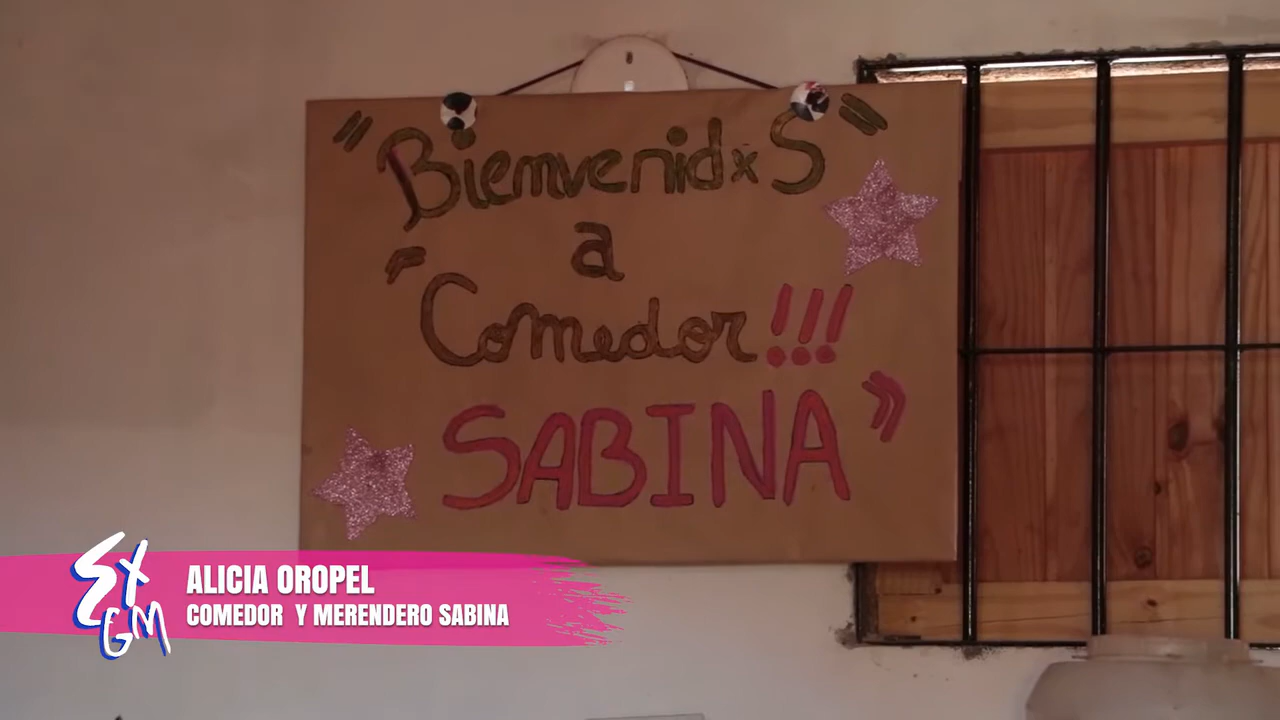 "BienvenidxS"
a
"Comedor!!!
SABINA"
EXGM
ALICIA OROPEL
COMEDOR Y MERENDERO SABINA